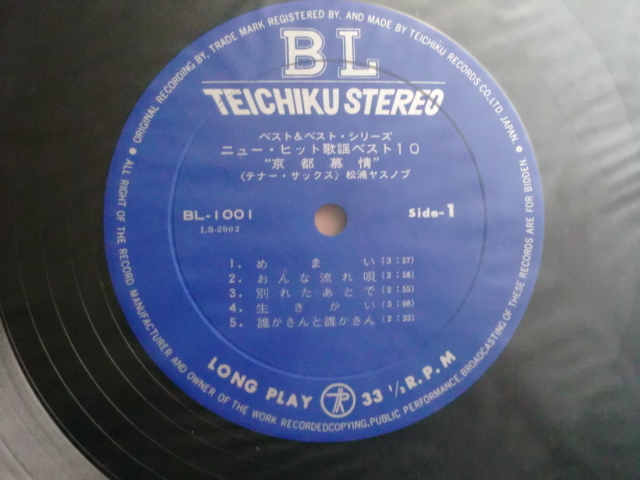 ORIGINAL RECORDING BY, TRADE MARK REGISTERED BY, AND MADE BY TEICHIKU RECORDS CO., LTD. JAPAN. ●
BL
TEICHIKU STEREO
ベスト&ベスト・シリーズ
ニュー・ヒット歌謡ベスト10
“京都慕情”
(テナー・サックス) 松浦ヤスノブ
BL-1001
Side-1
LS-2002
1. めまい (3:27)
2. おんな流れ唄 (2:58)
3. 別れたあとで (2:55)
4. 生きがい (3:08)
5. 誰かさんと誰かさん (2:33)
LONG PLAY TR 33 1/3 R.P.M
● ALL RIGHT OF THE RECORD MANUFACTURER AND OWNER OF THE WORK RECORDEDCOPYING,PUBLIC PERFORMANCE, BROADCASTING OF THESE RECORDS ARE FOR BIDDEN.